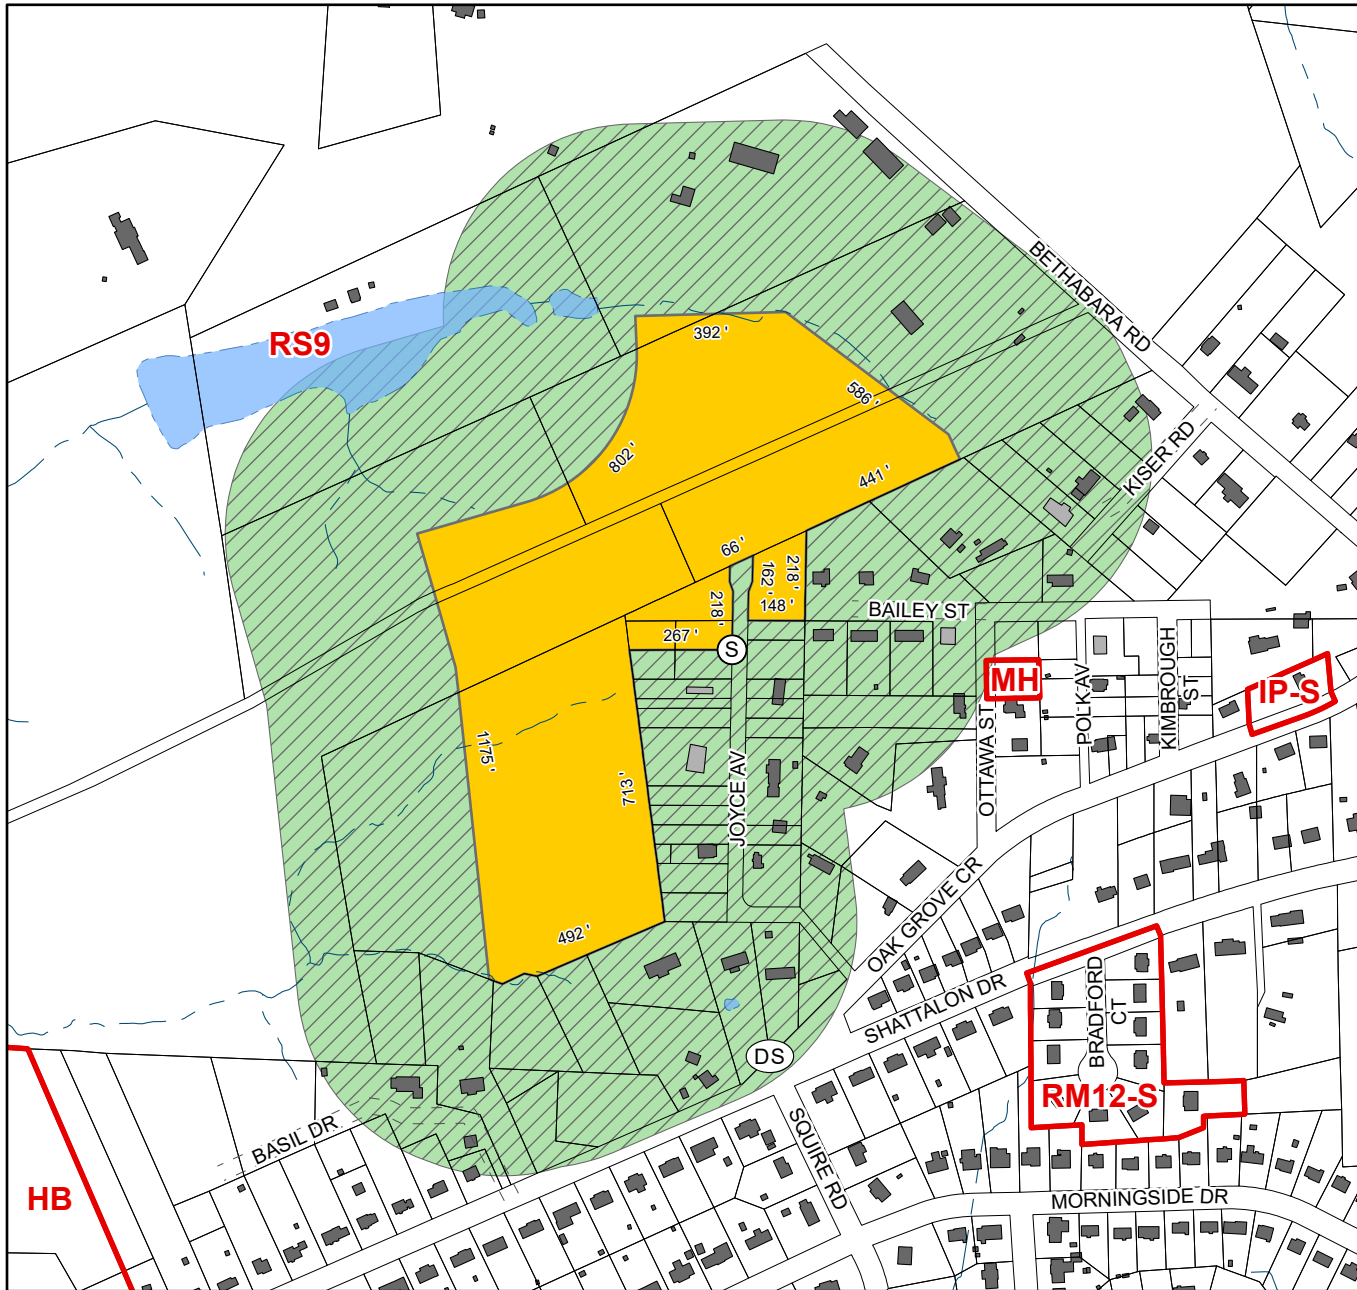 BETHABARA RD
RS9
392 '
586 '
KISER RD
802 '
441 '
66 '
218 '
162 '
148 '
218 '
BAILEY ST
267 '
S
MH
IP-S
KIMBROUGH
ST
POLK AV
OTTAWA ST
1175 '
713 '
JOYCE AV
OAK GROVE CR
492 '
SHATTALON DR
BRADFORD
CT
DS
RM12-S
BASIL DR
SQUIRE RD
HB
MORNINGSIDE DR